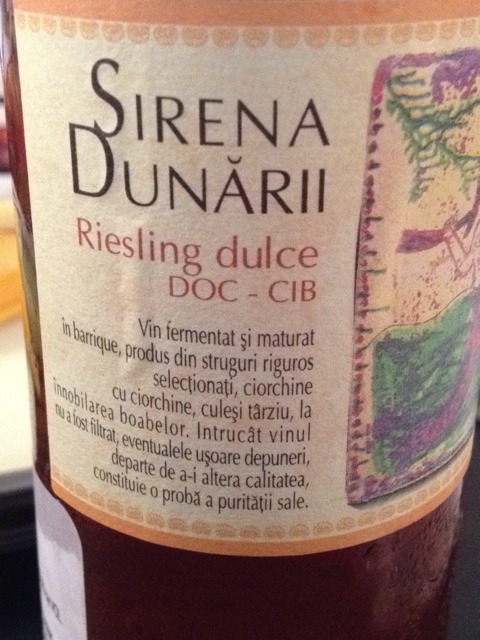 SIRENA
DUNĂRII
Riesling dulce
DOC - CIB
Vin fermentat şi maturat
în barrique, produs din struguri riguros
selecţionaţi, ciorchine
cu ciorchine, culeşi târziu, la
înnobilarea boabelor. Intrucât vinul
nu a fost filtrat, eventualele uşoare depuneri,
departe de a-i altera calitatea,
constituie o probă a purităţii sale.